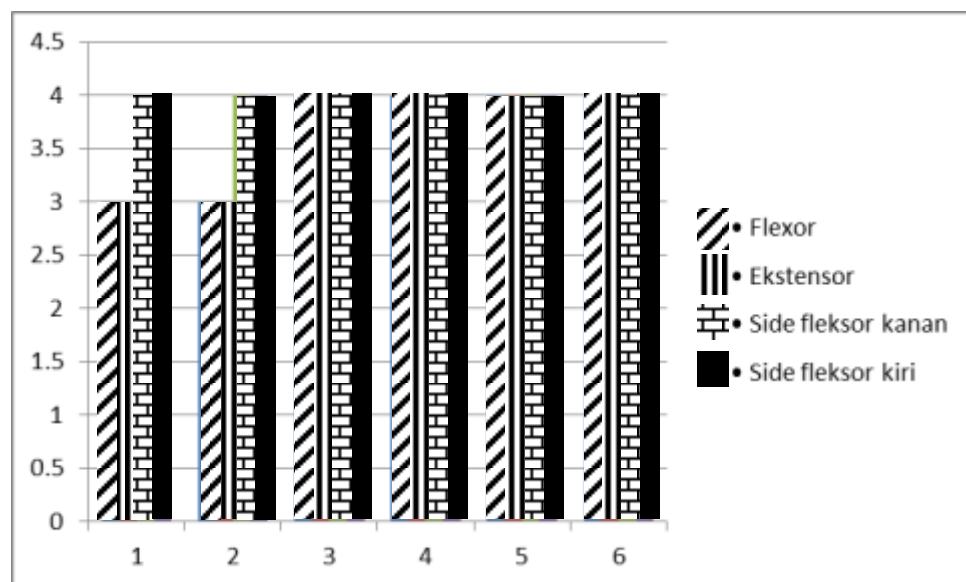 4.5
4
3.5
3
2.5
2
1.5
1
0.5
0
1 2 3 4 5 6
• Flexor
• Ekstensor
• Side fleksor kanan
• Side fleksor kiri